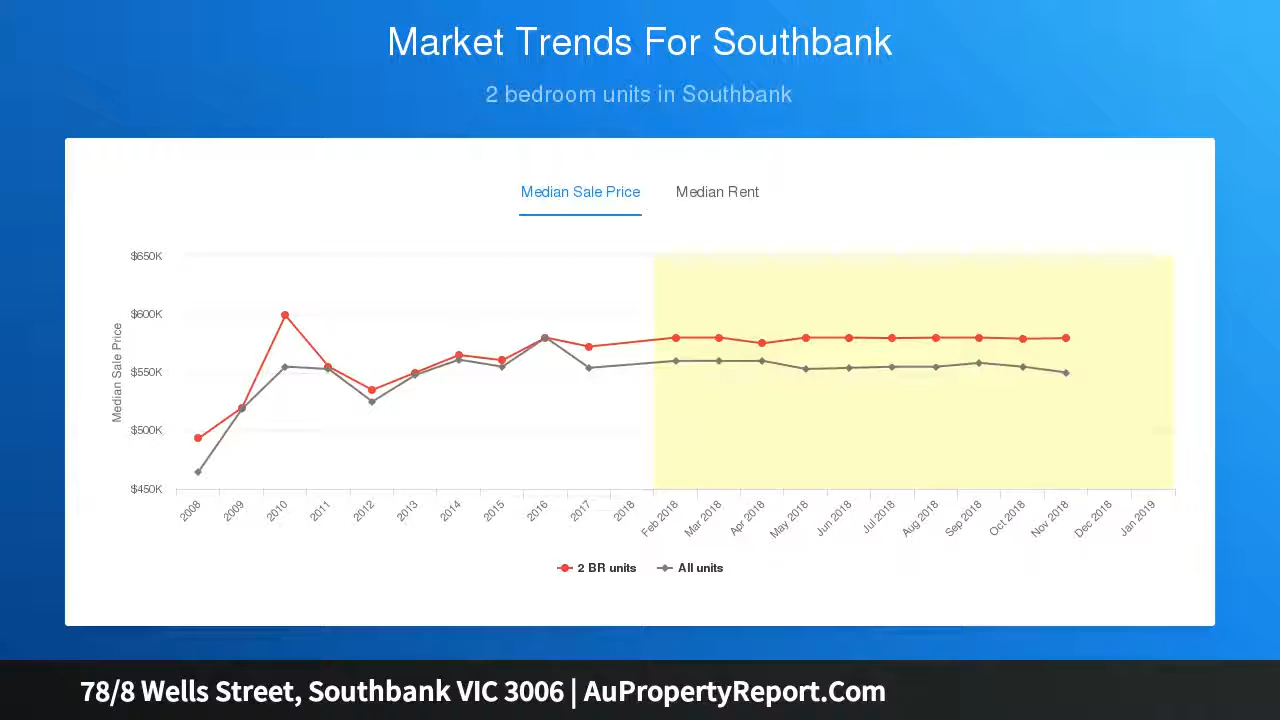 Market Trends For Southbank
2 bedroom units in Southbank
Median Sale Price Median Rent
Median Sale Price
$650K
$600K
$550K
$500K
$450K
2008 2009 2010 2011 2012 2013 2014 2015 2016 2017 2018 Feb 2018 Mar 2018 Apr 2018 May 2018 Jun 2018 Jul 2018 Aug 2018 Sep 2018 Oct 2018 Nov 2018 Dec 2018 Jan 2019
2 BR units All units
78/8 Wells Street, Southbank VIC 3006 | AuPropertyReport.Com